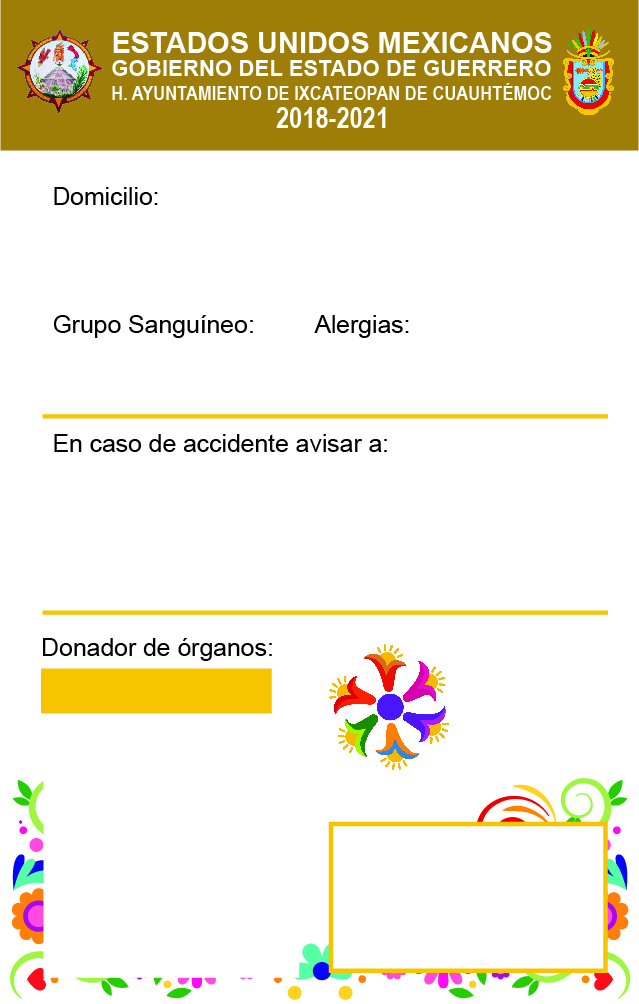 ESTADOS UNIDOS MEXICANOS
GOBIERNO DEL ESTADO DE GUERRERO
H. AYUNTAMIENTO DE IXCATEOPAN DE CUAUHTÉMOC
2018-2021
Domicilio:
Grupo Sanguíneo: Alergias:
En caso de accidente avisar a:
Donador de órganos: